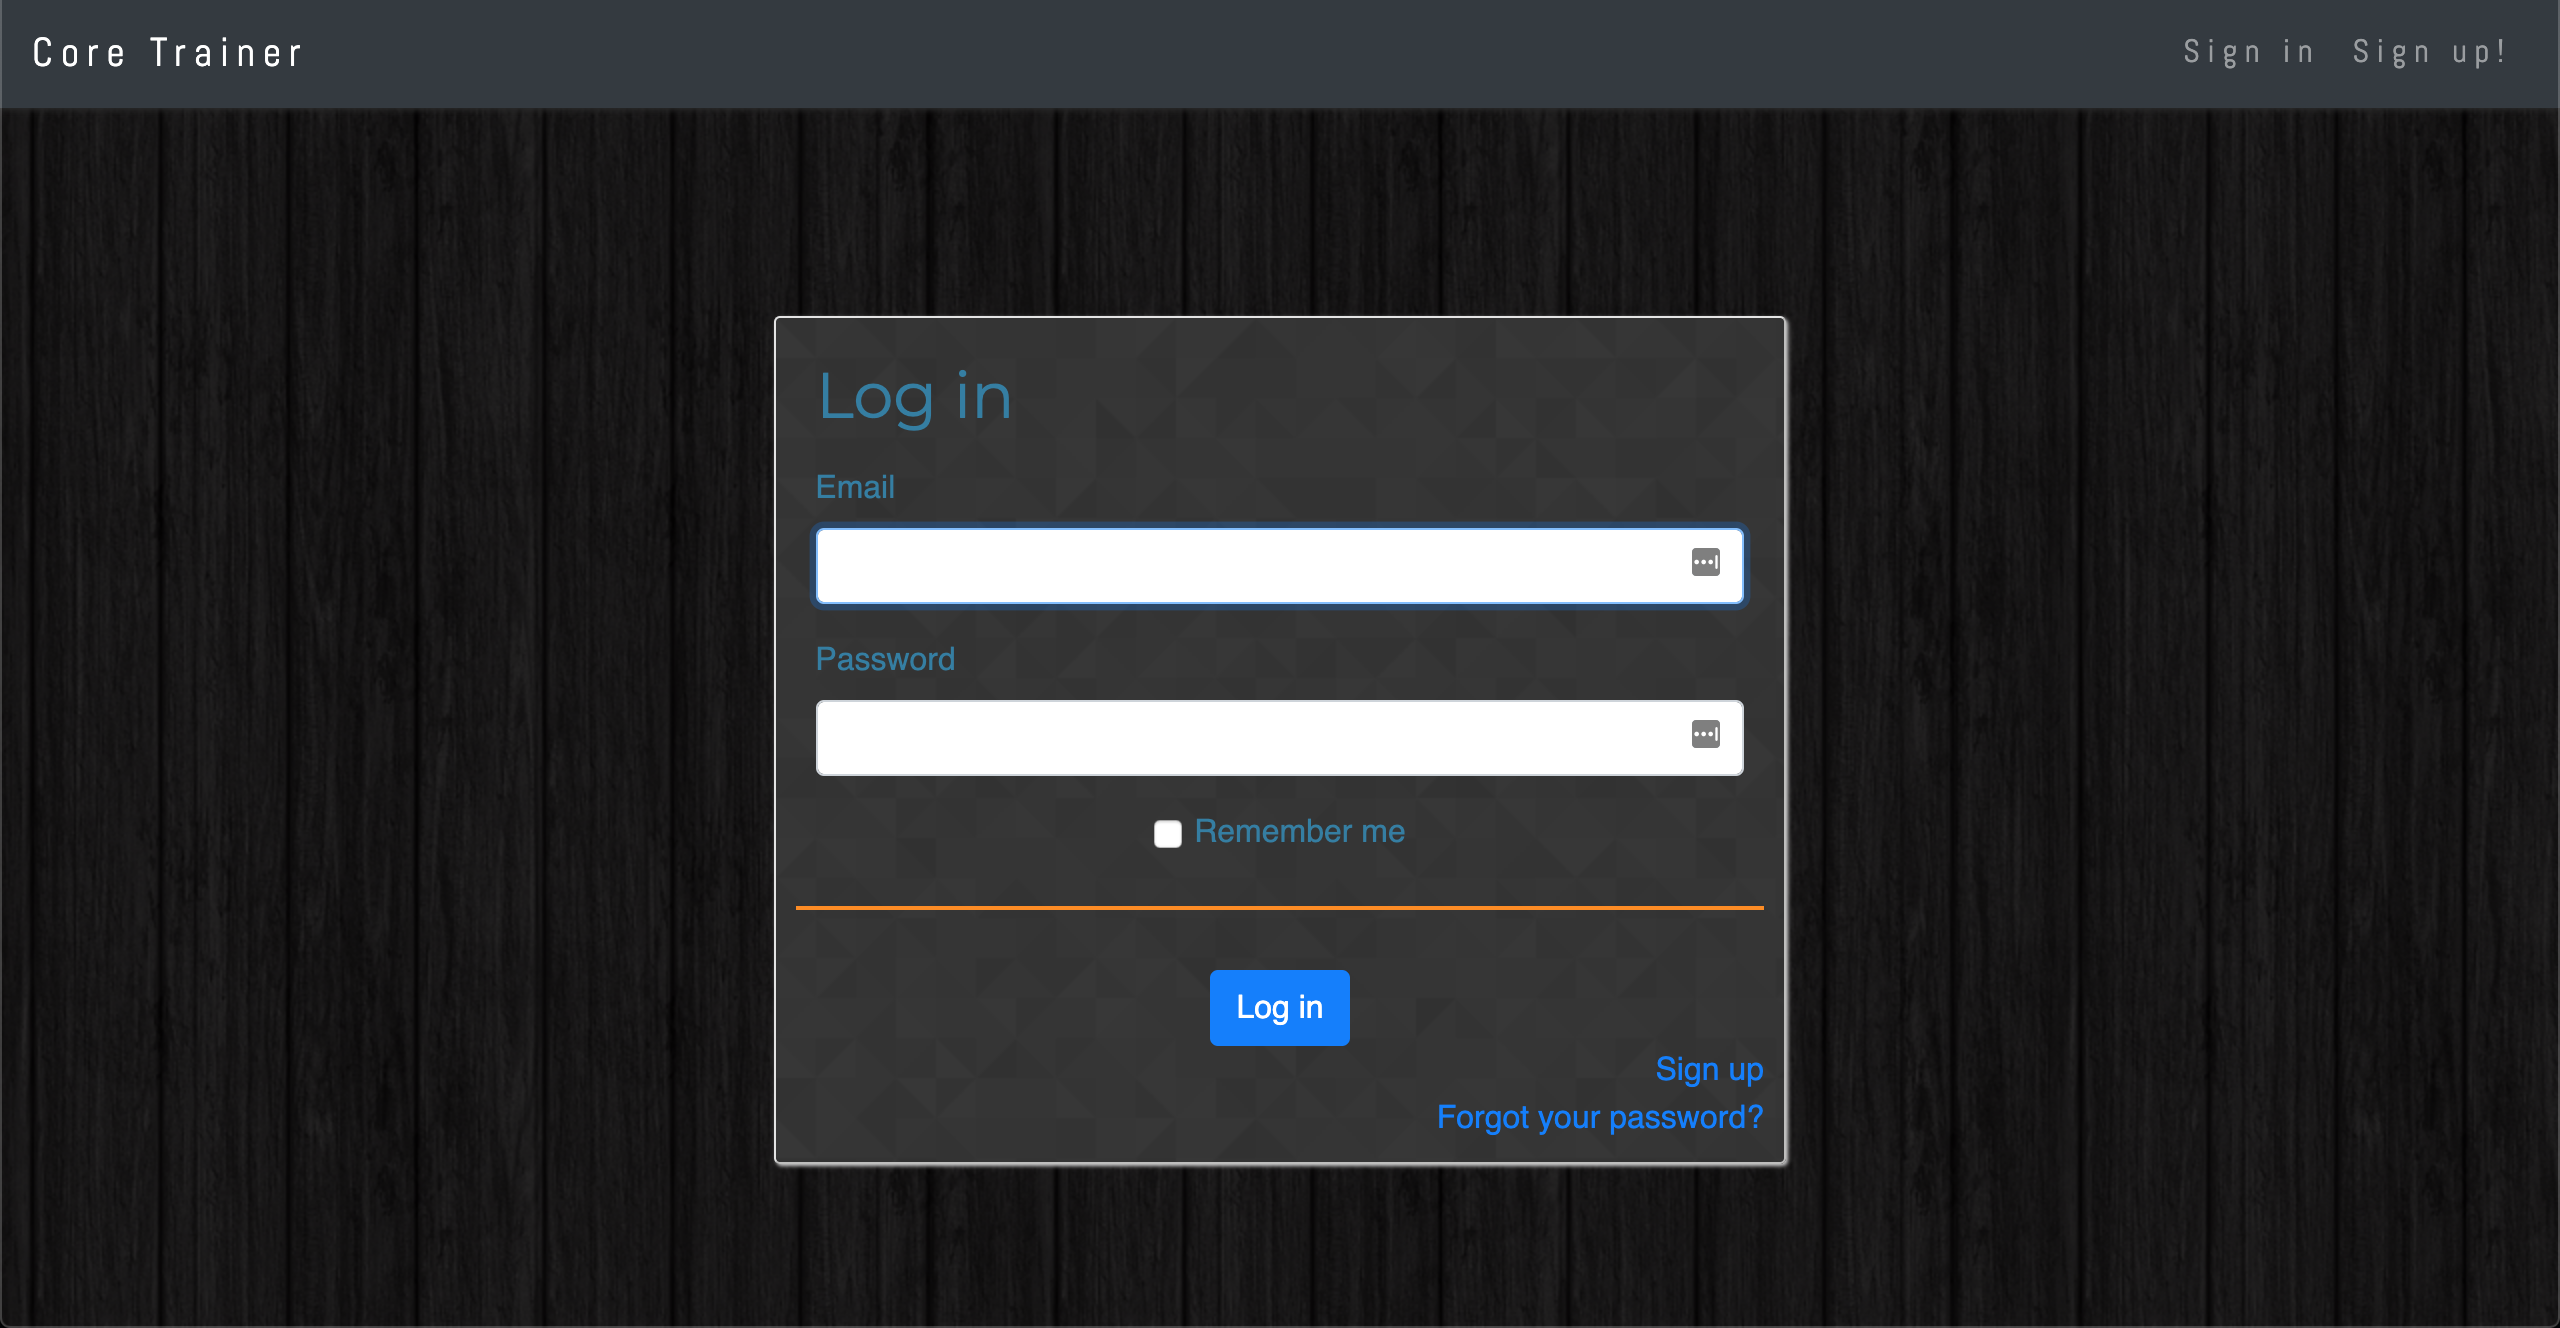 Core Trainer
Sign in Sign up!
Log in
Email
Password
Remember me
Log in
Sign up
Forgot your password?